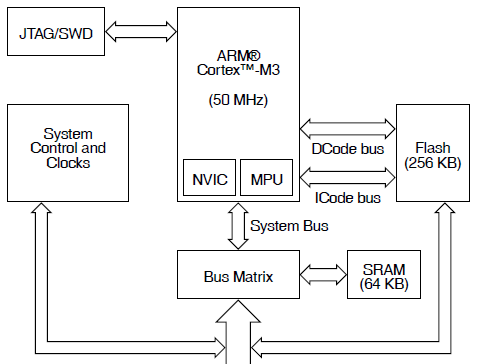 JTAG/SWD
ARM®
Cortex™-M3
(50 MHz)
System
Control and
Clocks
DCode bus
Flash
(256 KB)
NVIC
MPU
ICode bus
System Bus
Bus Matrix
SRAM
(64 KB)